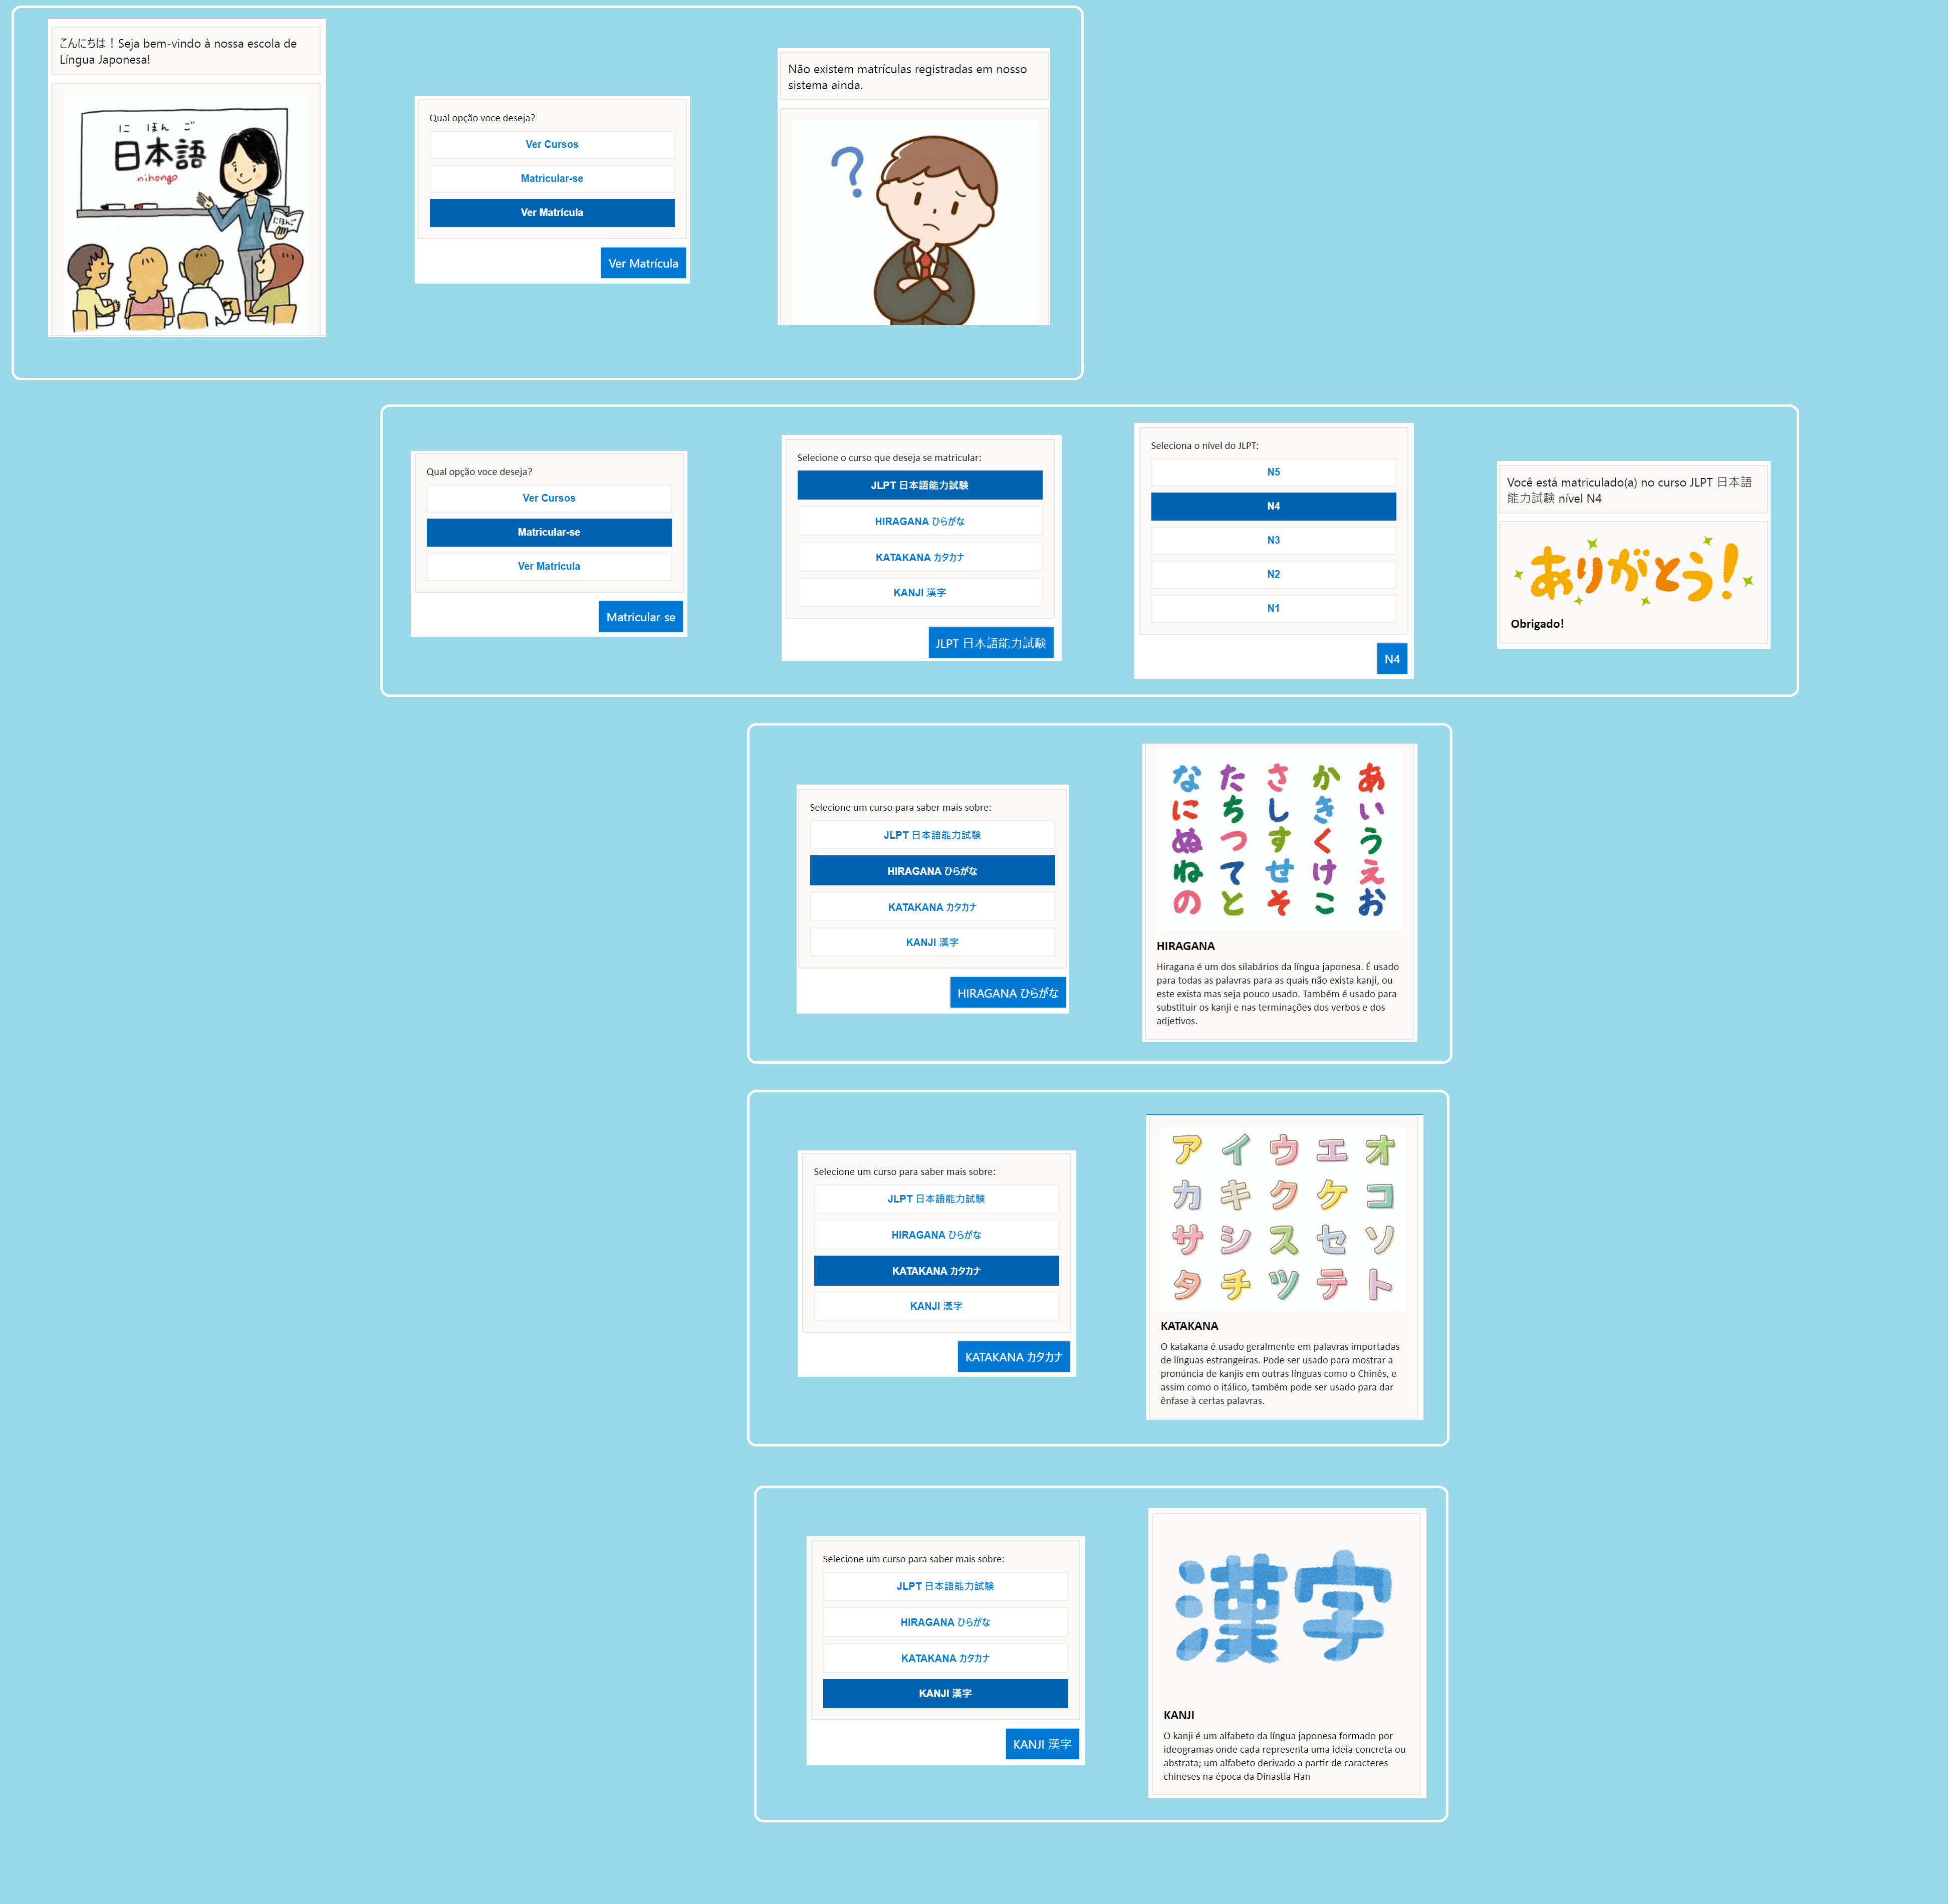 こんにちは！Seja bem-vindo à nossa escola de
Língua Japonesa!
に ほん ご
日本語
nihongo
にほんご
Qual opção voce deseja?
Ver Cursos
Matricular-se
Ver Matrícula
Ver Matrícula
Não existem matrículas registradas em nosso
sistema ainda.
?
Qual opção voce deseja?
Ver Cursos
Matricular-se
Ver Matrícula
Matricular-se
Selecione o curso que deseja se matricular:
JLPT 日本語能力試験
HIRAGANA ひらがな
KATAKANA カタカナ
KANJI 漢字
JLPT 日本語能力試験
Seleciona o nível do JLPT:
N5
N4
N3
N2
N1
N4
Você está matriculado(a) no curso JLPT 日本語
能力試験 nível N4
ありがとう!
Obrigado!
Selecione um curso para saber mais sobre:
JLPT 日本語能力試験
HIRAGANA ひらがな
KATAKANA カタカナ
KANJI 漢字
HIRAGANA ひらがな
な た さ か あ
に ち し き い
ぬ つ す く う
ね て せ け え
の と そ こ お
HIRAGANA
Hiragana é um dos silabários da língua japonesa. É usado
para todas as palavras para as quais não exista kanji, ou
este exista mas seja pouco usado. Também é usado para
substituir os kanji e nas terminações dos verbos e dos
adjetivos.
Selecione um curso para saber mais sobre:
JLPT 日本語能力試験
HIRAGANA ひらがな
KATAKANA カタカナ
KANJI 漢字
KATAKANA カタカナ
ア イ ウ エ オ
カ キ ク ケ コ
サ シ ス セ ソ
タ チ ツ テ ト
KATAKANA
O katakana é usado geralmente em palavras importadas
de línguas estrangeiras. Pode ser usado para mostrar a
pronúncia de kanjis em outras línguas como o Chinês, e
assim como o itálico, também pode ser usado para dar
ênfase à certas palavras.
Selecione um curso para saber mais sobre:
JLPT 日本語能力試験
HIRAGANA ひらがな
KATAKANA カタカナ
KANJI 漢字
KANJI 漢字
漢字
KANJI
O kanji é um alfabeto da língua japonesa formado por
ideogramas onde cada representa uma ideia concreta ou
abstrata; um alfabeto derivado a partir de caracteres
chineses na época da Dinastia Han